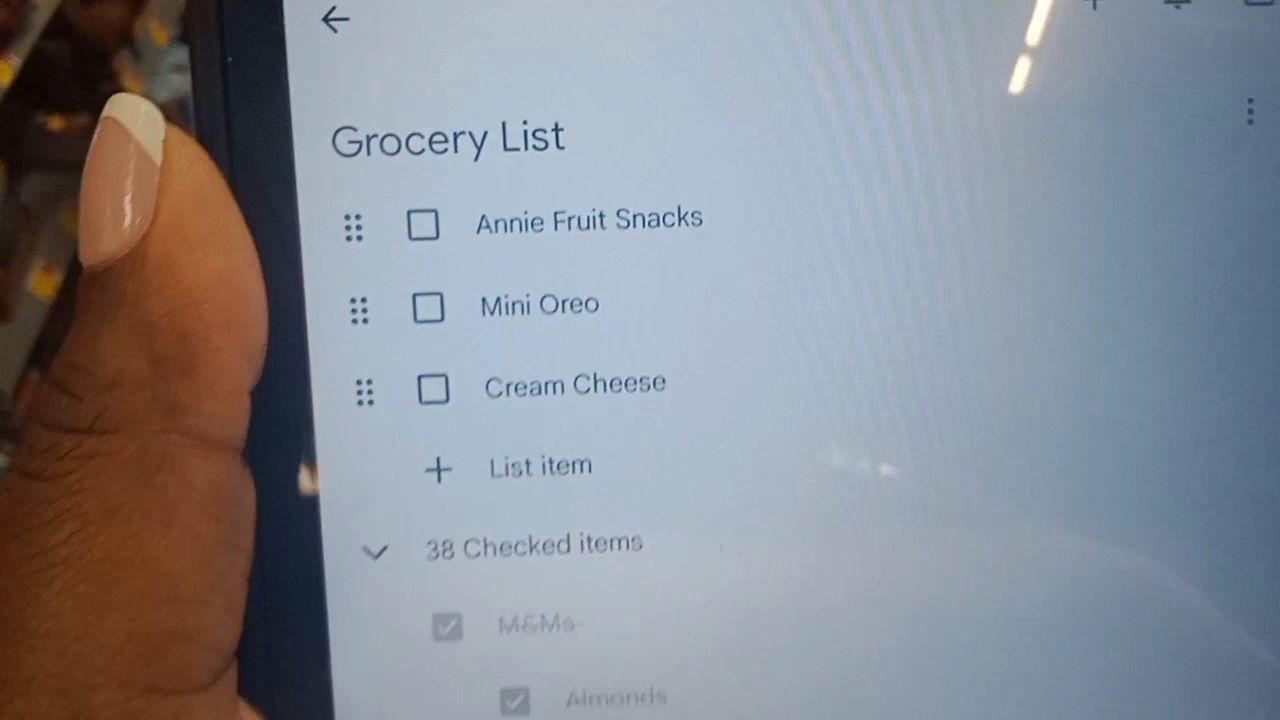 Grocery List
Annie Fruit Snacks
Mini Oreo
Cream Cheese
List item
38 Checked items
M&Ms
Almonds